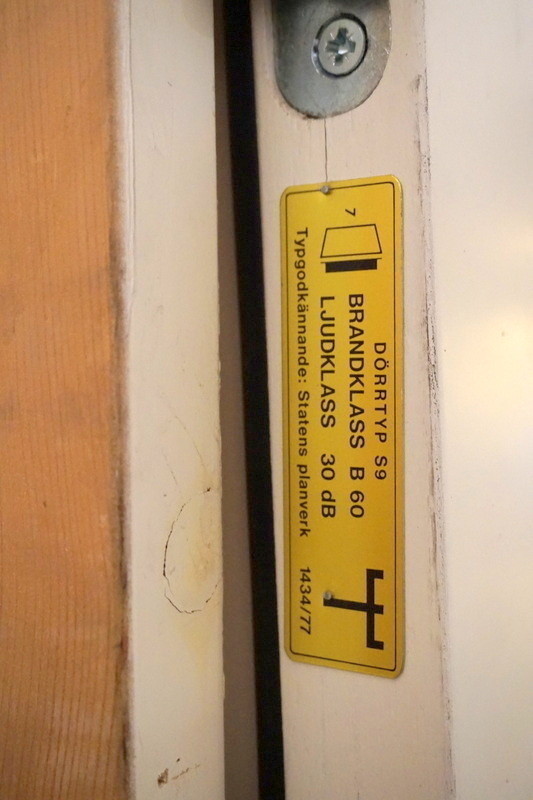 DÖRRTYP S9
BRANDKLASS B 60
LJUDKLASS 30 dB
Typgodkännande: Statens planverk 1434/77
7